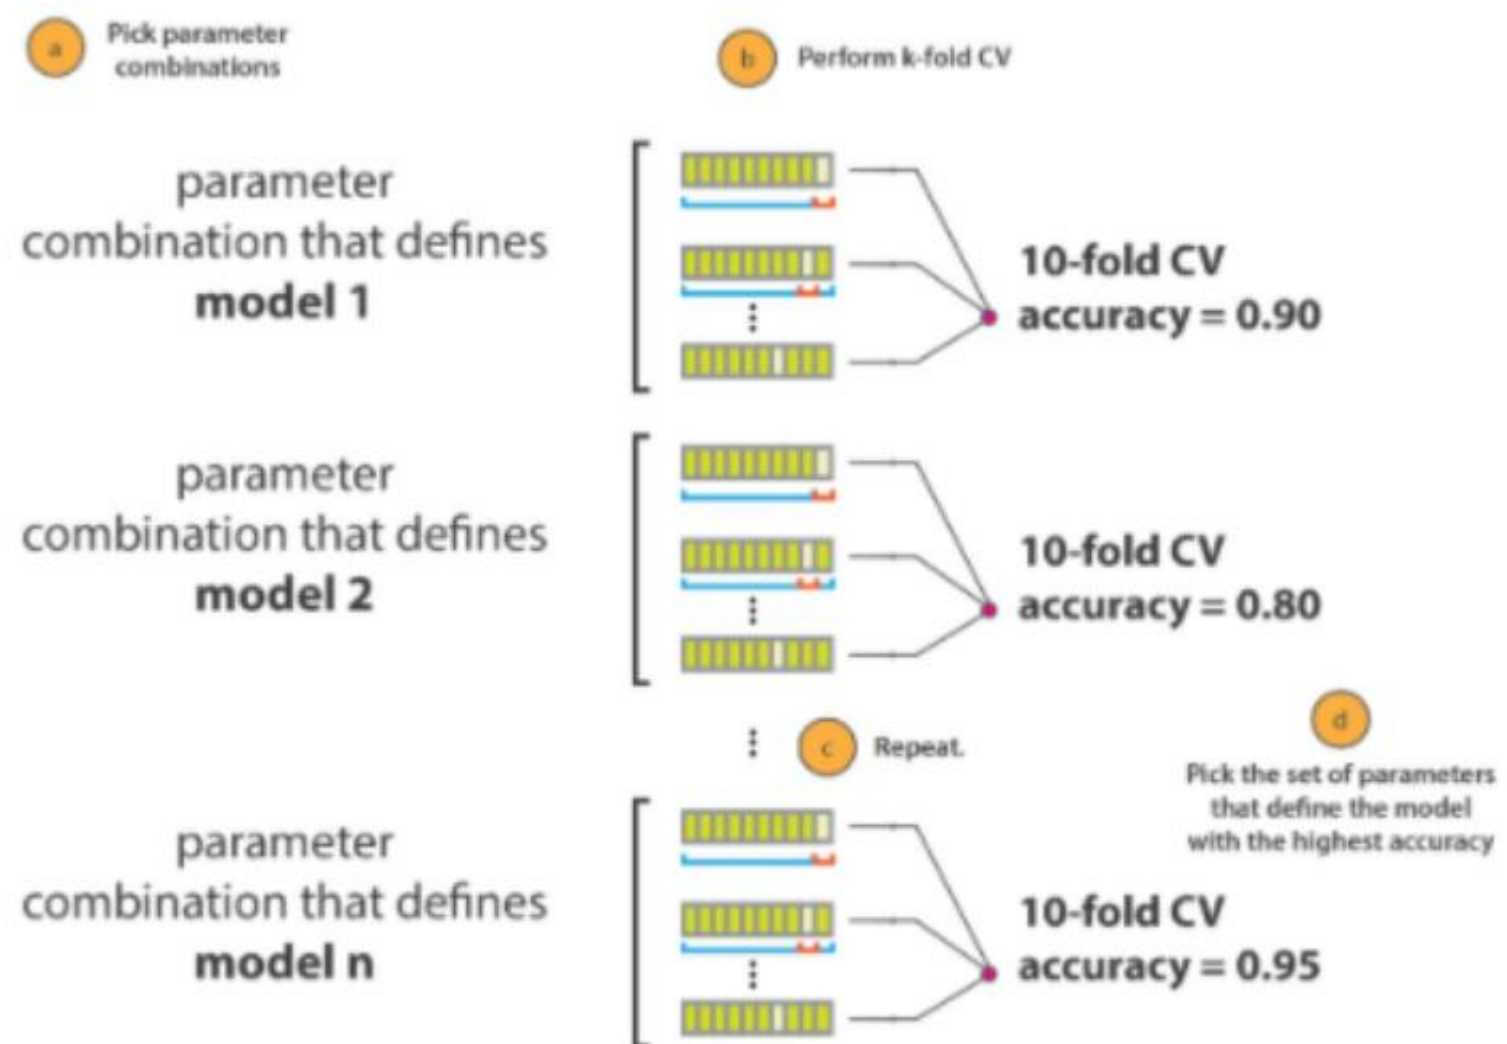 a
Pick parameter
combinations
b
Perform k-fold CV
parameter
combination that defines
model 1
10-fold CV
accuracy = 0.90
parameter
combination that defines
model 2
10-fold CV
accuracy = 0.80
c
Repeat.
d
Pick the set of parameters
that define the model
with the highest accuracy
parameter
combination that defines
model n
10-fold CV
accuracy = 0.95